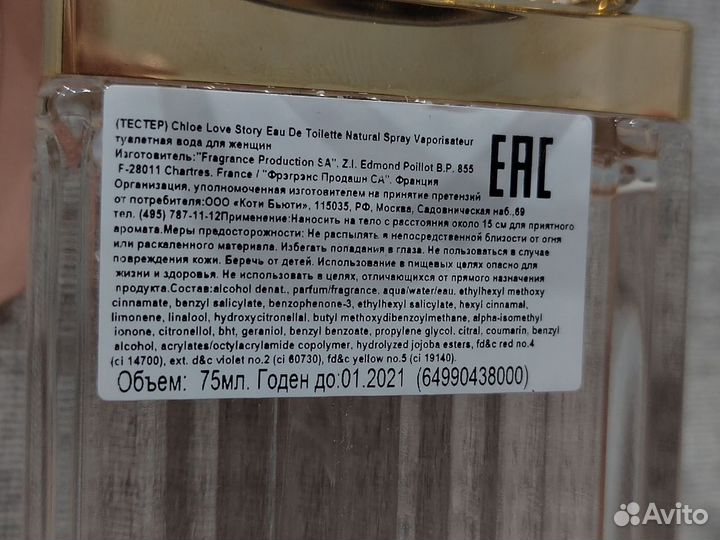 (ТЕСТЕР) Chloe Love Story Eau De Toilette Natural Spray Vaporisateur
туалетная вода для женщин
Изготовитель:"Fragrance Production SA". Z.I. Edmond Poillot B.P. 855
F-28011 Chartres. France / "Фрэгрэнс Продашн СА". Франция
EAC
Организация, уполномоченная изготовителем на принятие претензий
от потребителя:ООО «Коти Бьюти», 115035, РФ, Москва, Садовническая наб.,69
тел. (495) 787-11-12Применение:Наносить на тело с расстояния около 15 см для приятного
аромата.Меры предосторожности: Не распылять в непосредственной близости от огня
или раскаленного материала. Избегать попадания в глаза. Не пользоваться в случае
повреждения кожи. Беречь от детей. Использование в пищевых целях опасно для
жизни и здоровья. Не использовать в целях, отличающихся от прямого назначения
продукта.Состав:alcohol denat., parfum/fragrance, aqua/water/eau, ethylhexyl methoxy
cinnamate, benzyl salicylate, benzophenone-3, ethylhexyl salicylate, hexyl cinnamal,
limonene, linalool, hydroxycitronellal, butyl methoxydibenzoylmethane, alpha-isomethyl
ionone, citronellol, bht, geraniol, benzyl benzoate, propylene glycol, citral, coumarin, benzyl
alcohol, acrylates/octylacrylamide copolymer, hydrolyzed jojoba esters, fd&c red no.4
(ci 14700), ext. d&c violet no.2 (ci 60730), fd&c yellow no.5 (ci 19140).
Объем: 75мл. Годен до:01.2021 (64990438000)
Avito